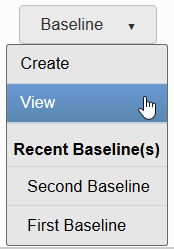 Baseline
Create
View
Recent Baseline(s)
Second Baseline
First Baseline